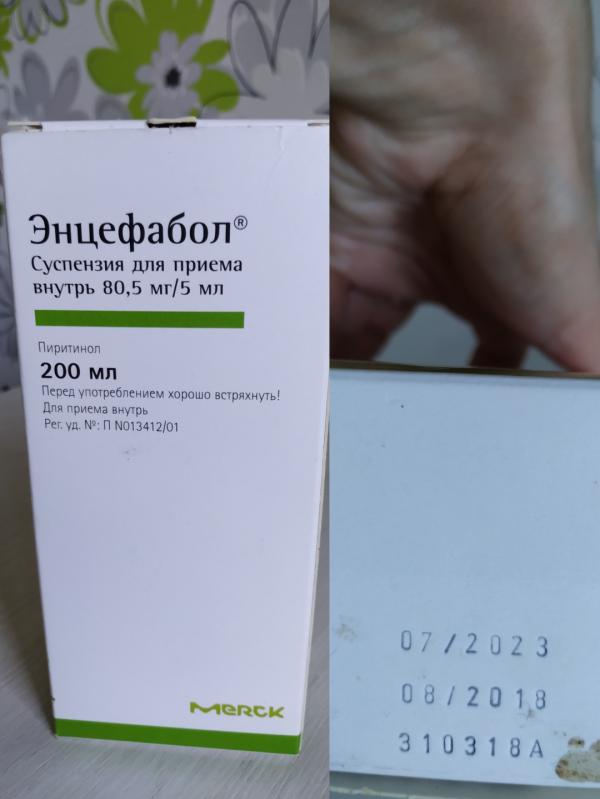 Энцефабол®
Суспензия для приема
внутрь 80,5 мг/5 мл
Пиритинол
200 мл
Перед употреблением хорошо встряхнуть!
Для приема внутрь
Рег. уд. №: П N013412/01
Merck
07/2023
08/2018
310318A